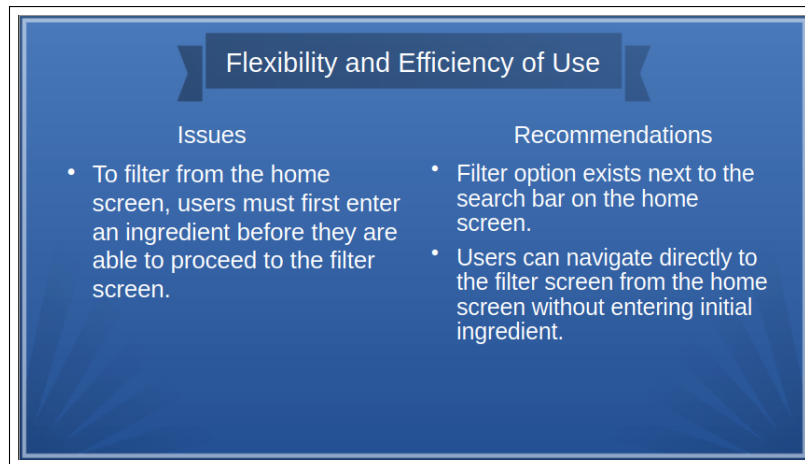 Flexibility and Efficiency of Use
Issues
• To filter from the home
screen, users must first enter
an ingredient before they are
able to proceed to the filter
screen.
Recommendations
• Filter option exists next to the
search bar on the home
screen.
• Users can navigate directly to
the filter screen from the home
screen without entering initial
ingredient.